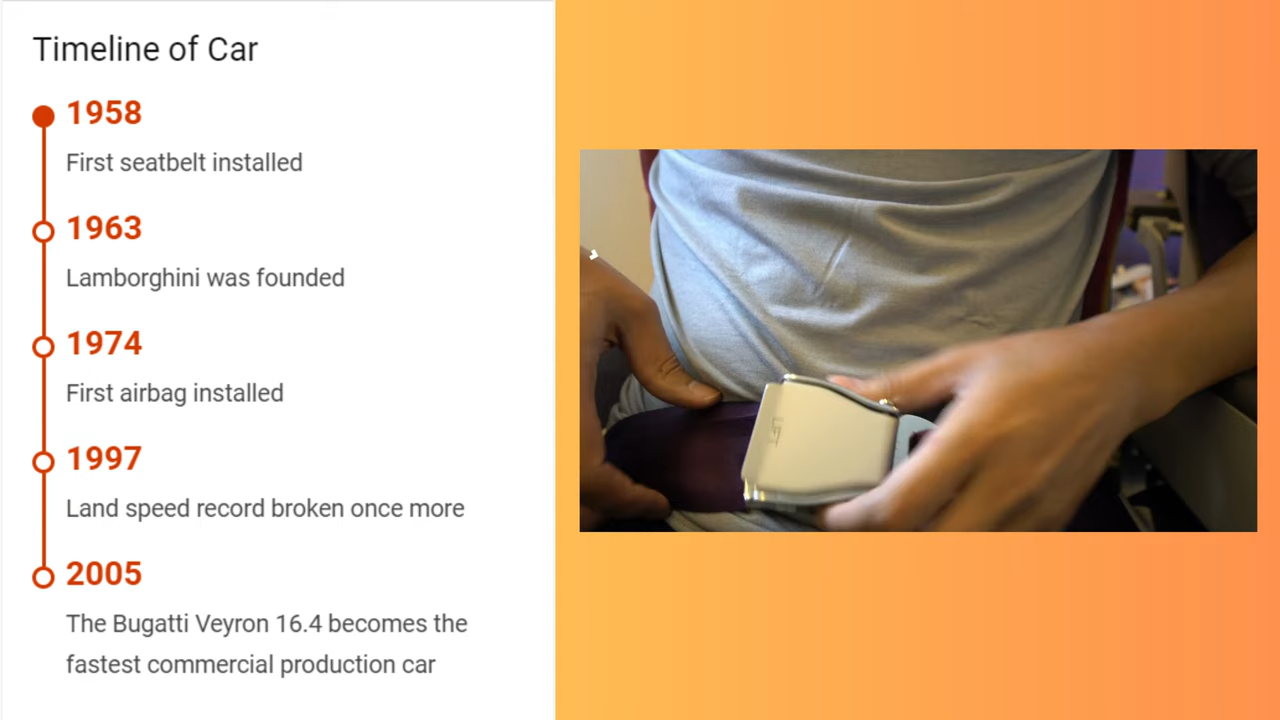 Timeline of Car
1958
First seatbelt installed
1963
Lamborghini was founded
1974
First airbag installed
1997
Land speed record broken once more
2005
The Bugatti Veyron 16.4 becomes the
fastest commercial production car
LIFT